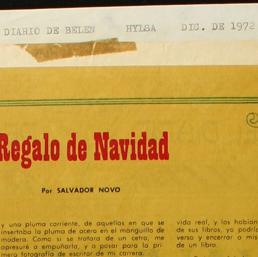 DIARIO DE BELEN HYLSA DIC. DE 1972
Regalo de Navidad
Por SALVADOR NOVO
y una pluma corriente, de aquellas en que se
insertaba la pluma de acero en el manguillo de
madera. Como si se tratara de un cetro, me
apresuré a empuñarla, y a posar para la pri-
mera fotografía de escritor de mi carrera.
vida real, y los habían
de sus libros, yo podría
verso y encerrar a mis
de un libro.